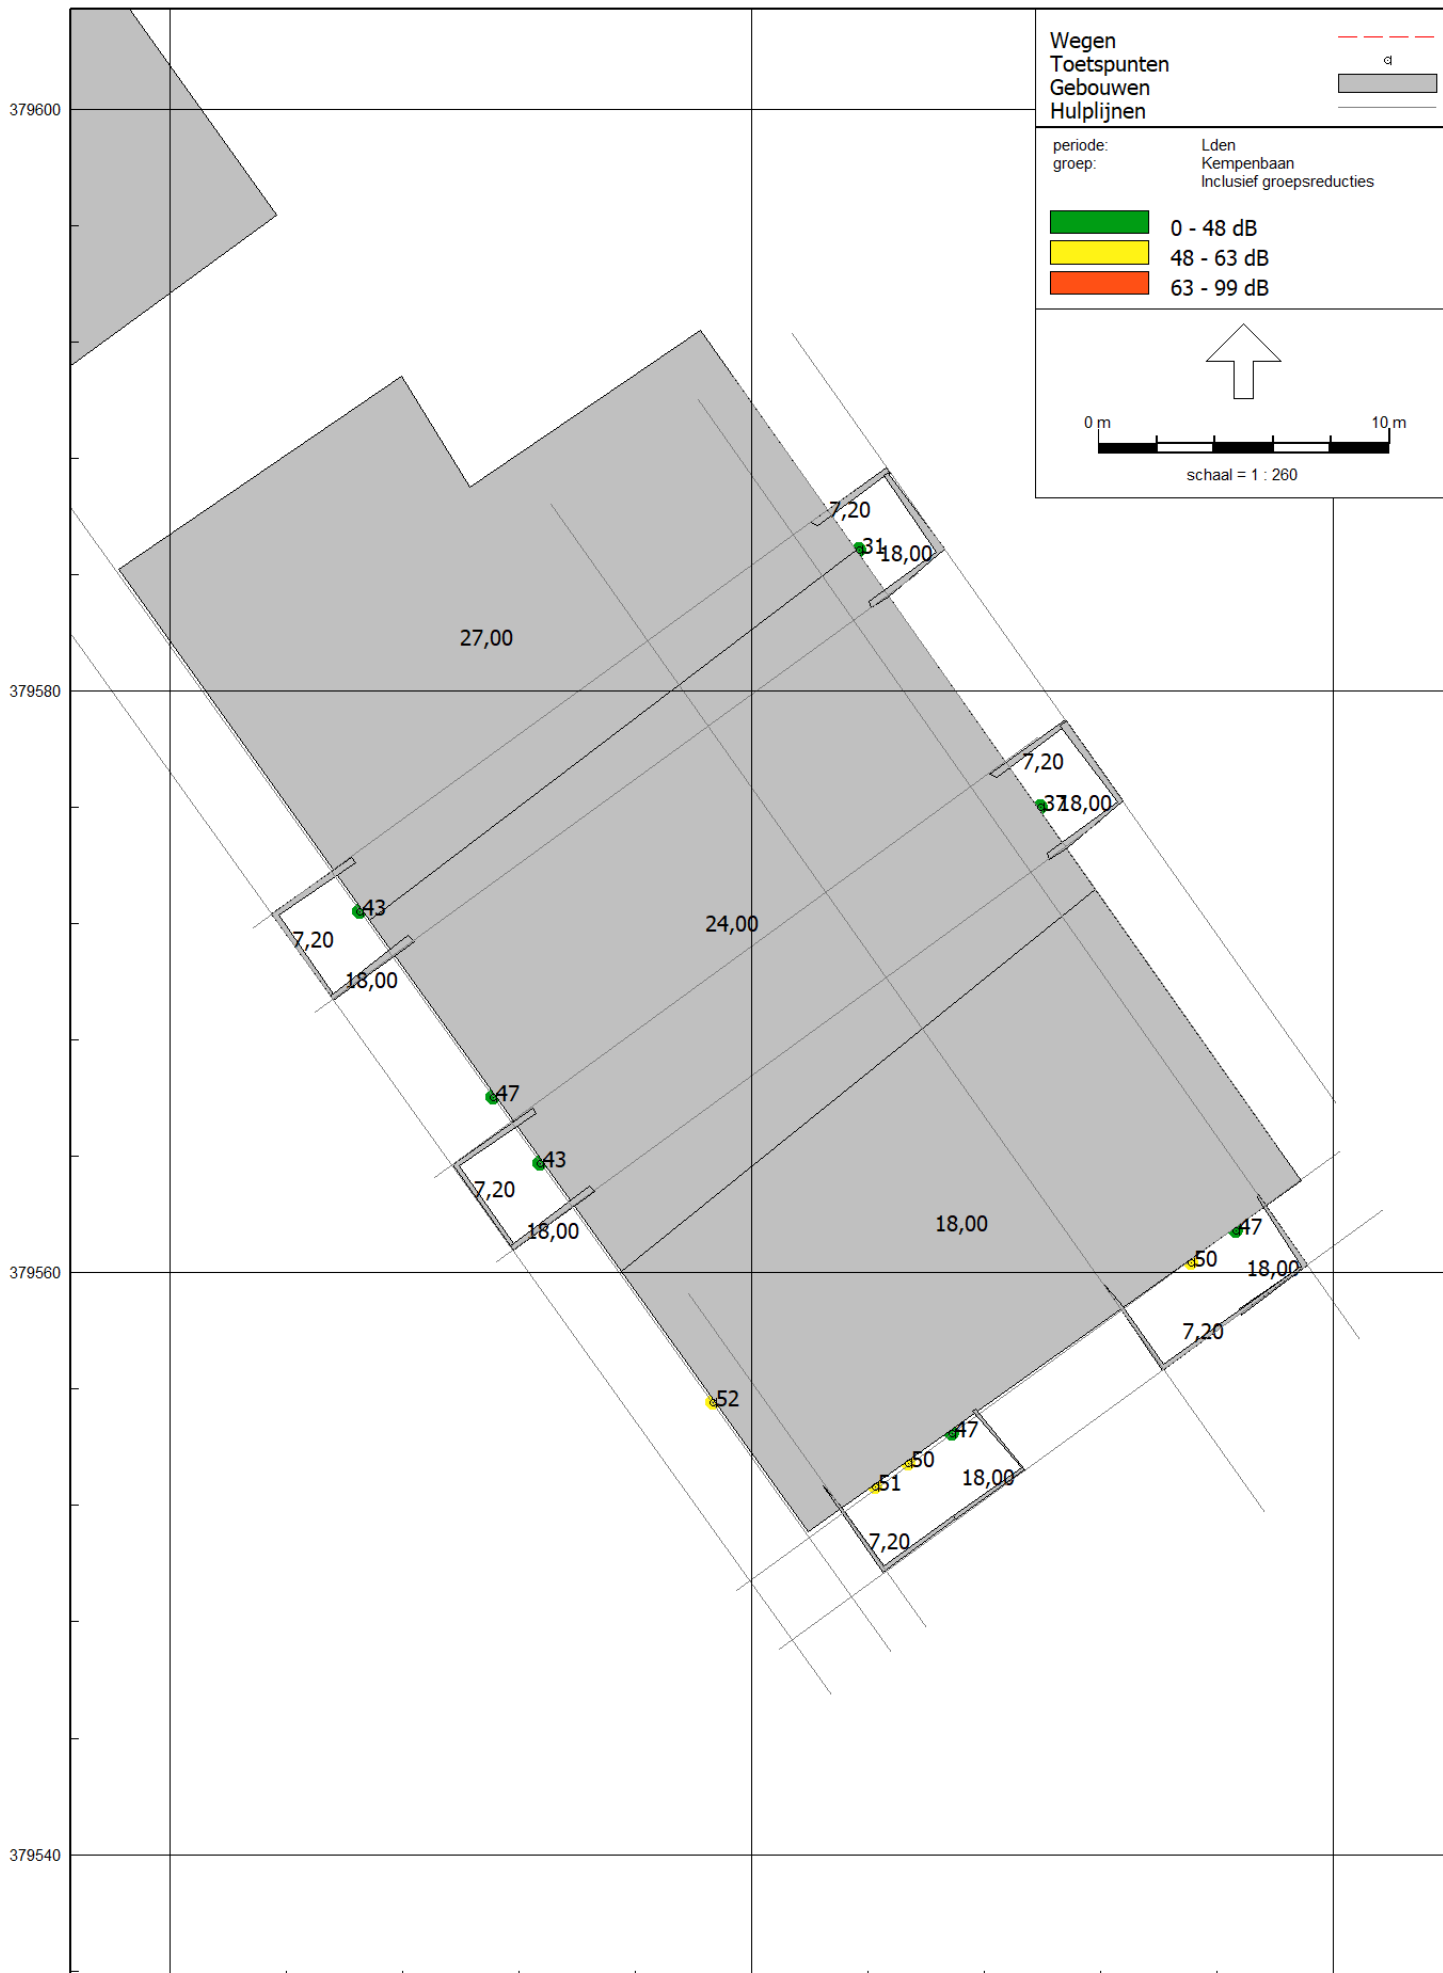 Wegen
Toetspunten
Gebouwen
Hulplijnen
periode: Lden
groep: Kempenbaan
Inclusief groepsreducties
0 - 48 dB
48 - 63 dB
63 - 99 dB
0 m 10 m
schaal = 1 : 260
379600
7,20
31
18,00
27,00
379580
7,20
37
18,00
43
24,00
7,20
18,00
47
43
7,20
18,00
18,00
47
50
18,00
379560
7,20
52
47
50
18,00
51
7,20
379540